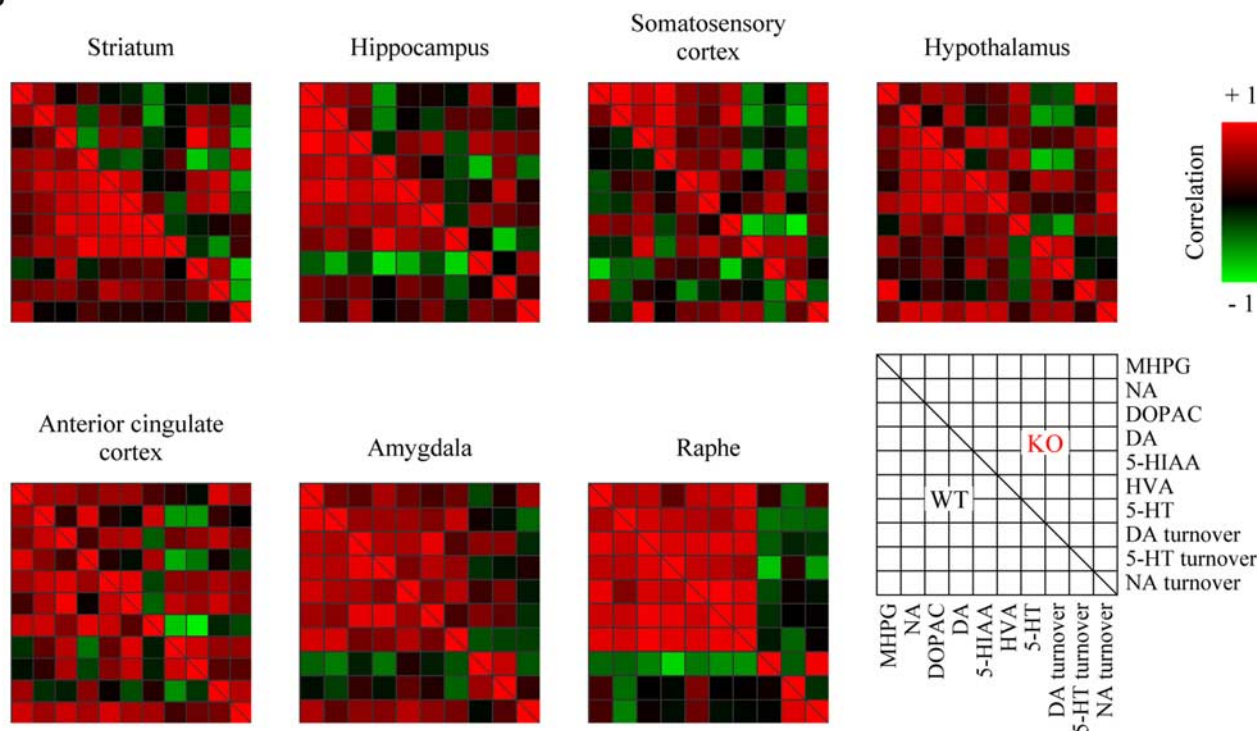 Striatum
Hippocampus
Somatosensory
cortex
Hypothalamus
+ 1
Correlation
- 1
Anterior cingulate
cortex
Amygdala
Raphe
KO
WT
MHPG
NA
DOPAC
DA
5-HIAA
HVA
5-HT
DA turnover
5-HT turnover
NA turnover
MHPG
NA
DOPAC
DA
5-HIAA
HVA
5-HT
DA turnover
5-HT turnover
NA turnover